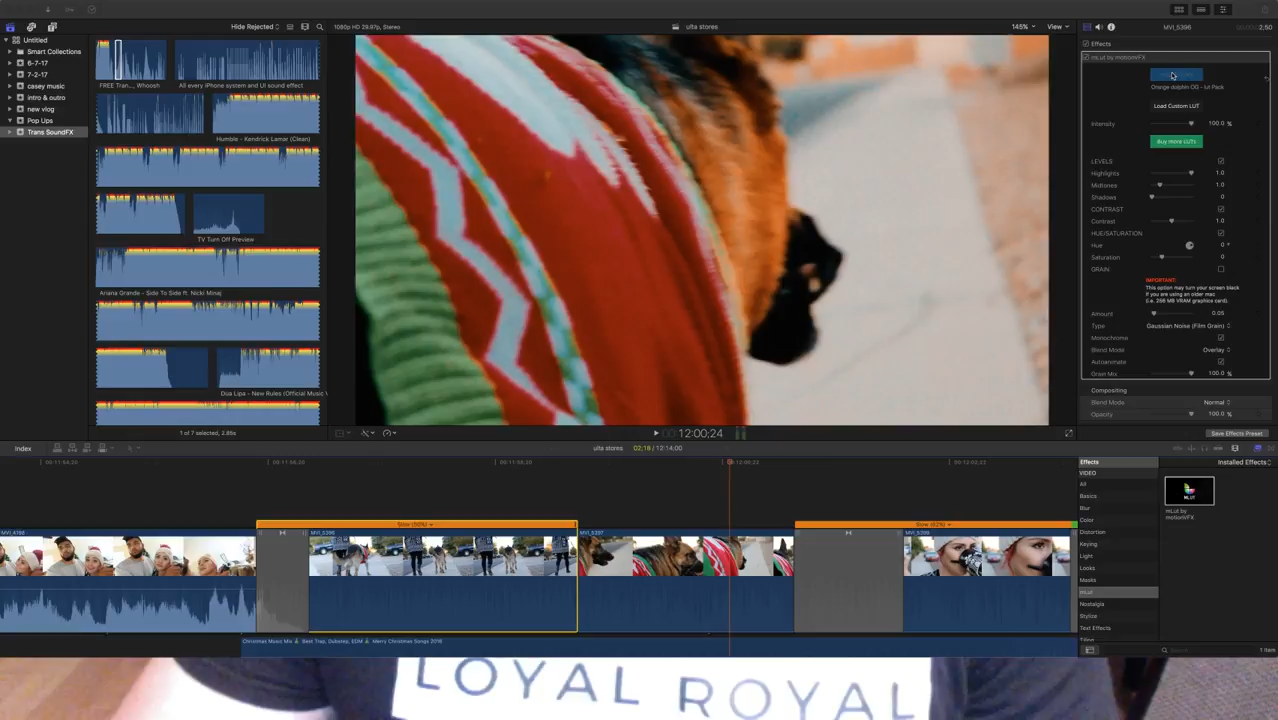 Hide Rejected
1080p HD 29.97p, Stereo
ulta stores
145%
View
MVI_5396
2;50
Untitled
Smart Collections
6-7-17
7-2-17
casey music
intro & outro
new vlog
Pop Ups
Trans SoundFX
FREE Tran..., Whoosh
All every iPhone system and UI sound effect
Humble - Kendrick Lamar (Clean)
TV Turn Off Preview
Ariana Grande - Side To Side ft. Nicki Minaj
Dua Lipa - New Rules (Official Music V
1 of 7 selected, 2.86s
12:00;24
Effects
mLut by motionVFX
Orange dolphin OG - lut Pack
Load Custom LUT
Intensity 100.0 %
Buy more LUTs
LEVELS
Highlights 1.0
Midtones 1.0
Shadows 0
CONTRAST
Contrast 1.0
HUE/SATURATION
Hue 0 °
Saturation 0
GRAIN
IMPORTANT:
This option may turn your screen black
if you are using an older mac
(i.e. 256 MB VRAM graphics card).
Amount 0.05
Type Gaussian Noise (Film Grain)
Monochrome
Blend Mode Overlay
Autoanimate
Grain Mix 100.0 %
Compositing
Blend Mode Normal
Opacity 100.0 %
Save Effects Preset
Index
ulta stores
02;18 / 12:14;00
Effects
Installed Effects
VIDEO
All
Basics
Blur
Color
Distortion
Keying
Light
Looks
Masks
mLut
Nostalgia
Stylize
Text Effects
Tiling
MLUT
mLut by
motionVFX
Search
1 item
Slow (50%)
MVI_5397
MVI_5399
Christmas Music Mix
Best Trap, Dubstep, EDM
Merry Christmas Songs 2016
LOYAL ROYAL